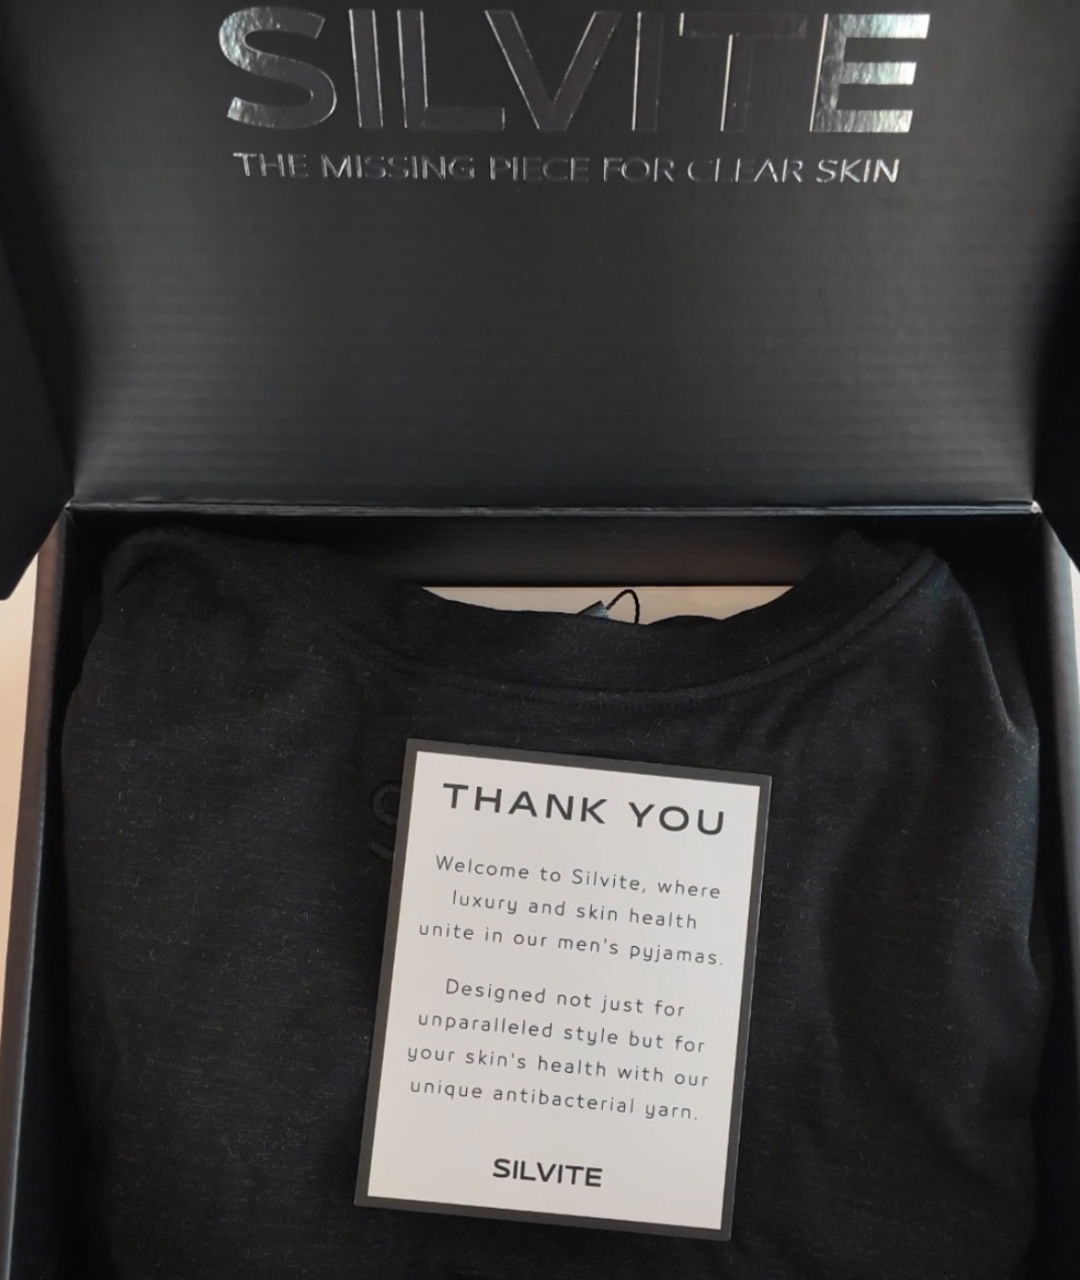 SILVITE
THE MISSING PIECE FOR CLEAR SKIN
THANK YOU
Welcome to Silvite, where
luxury and skin health
unite in our men's pyjamas.
Designed not just for
unparalleled style but for
your skin's health with our
unique antibacterial yarn.
SILVITE